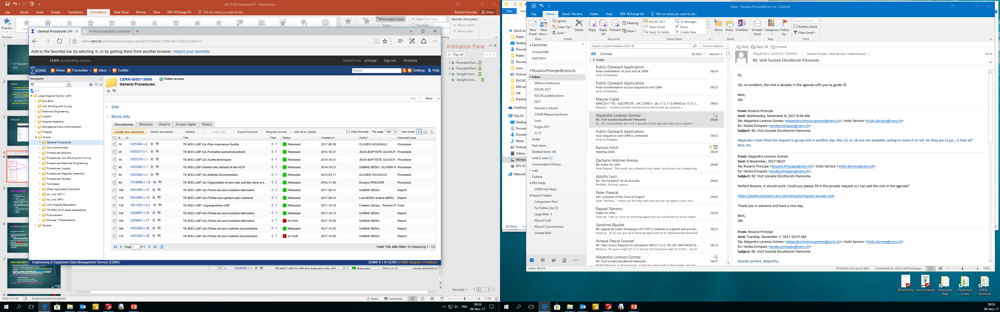 20171110 TaskForce11T - PowerPoint
File Home Insert Design Transitions Animations Slide Show Review View PDF-XChange V6 Tell me what you want to do...
Rosario Principe Share
Preview
Animation Pane
Trigger
Start: On Click
Duration:
Reorder Animation
Move Earlier
Move Later
Preview
General Procedures | Pr
Form successfully submittec
edms.cern.ch/ui/#!master/navigator/project?P:1895471899:1947744227:subDocs
Add to the favorites bar by selecting ☆, or by getting them from another browser. Import your favorites
CERN Accelerating science
Signed in as: principe Sign out Directory
EDMS Home Favourites Inbox Caddie
Search Settings Help
Navigator
[...]
Large Magnet Facility (LMF)
Bus Bars
Coil Winding and Curing
Electrical Engineering
Logistic
Magnet Assembly
Management and Administration
Projects
Quality
General Procedures
Non-Conformities
Procedures Busbars
Procedures Coil Winding and Curing
Procedures Electrical Engineering
Procedures Logistic
Procedures Magnets Assembly
Procedures Studies
Templates
Other Applicable Document
HL-LHC WP11
HL-LHC WP3
LHC-Magnet-Reparation
TE-MSC-SCD-cable-acceptance
Procurement
Minutes / Présentations
Studies
CERN-0000115490 Public access
General Procedures
Edit More
Info
More info
Documents Structure Used in Access rights History
Create new document Attach document Detach Auto Link Export to Excel Request access Add all to Caddie Hide Obsolete Per page 100 View mode:
#... Id Title Files Status Created on Author Document type
10 1425364 v.2 TE-MSC-LMF-QA-Plan-Assurance-Qualite 1 Released 2017-09-28 OLIVIER HOUSIAUX Procedure
20 1425373 v.1 TE-MSC-LMF-QA-Formation-personnel-entrant 1 Released 2014-10-21 JEAN-BAPTISTE GAASCH Procedure
30 1425379 v.1 TE-MSC-LMF-QA-Audits-techniques 1 Released 2014-10-21 JEAN BAPTISTE GAASCH Procedure
40 1425382 v.1 TE-MSC-LMF-Gestion des defauts et des NCR 1 Released 2014-10-21 SABINE MENU, OLIVIER H Procedure
50 1425384 v.2 TE-MSC-LMF-QA-Maitrise-Documentaire- 1 Released 2015-03-17 OLIVIER HOUSIAUX Procedure
90 1724096 v.1.0 TE-MSC-LMF-QA Organisation et suivi des activités dans la s... 2 Released 2016-11-04 Rosario PRINCIPE Procedure
100 1841489 v.72 TE-MSC-LMF-QA-Fichier-de-suivi-dossiers-fabrication 1 Released 2017-08-31 SABINE MENU Report
110 1841500 v.14 TE-MSC-LMF-QA-Fichier-suivi-gestion-parc-machine 1 Released 2017-08-31 Luis MORA-Sabine MENU Report
130 1851435 v.0.2 TE-MSC-LMF- Organigramme-LMF 1 Released 2017-10-10 Frederic Savary - Rosario P Form
140 1429007 v.76 TE-MSC-LMF-QA-Fichier-de-suivi-dossiers-fabrication 1 Released 2017-10-13 SABINE MENU Report
150 1429007 v.77 TE-MSC-LMF-QA-Fichier-de-suivi-dossiers-fabrication 1 In Work 2017-10-20 SABINE MENU Report
160 1425385 v.38 TE-MSC-LMF-QA-Fichier de suivi maitrise documentaire 1 Released 2017-10-23 SABINE MENU Report
170 1425385 v.39 TE-MSC-LMF-QA-Fichier de suivi maitrise documentaire 1 In Work 2017-10-30 SABINE MENU Report
Page 1 of 1
Total: 142, after filter: 13 (displaying 1 - 13)
Engineering & Equipment Data Management Service (EDMS)
EDMS 6.1 © CERN | EDMS Support / Feedback
Animation Pane
Play All
1 Rounded Rect...
2 Rounded Rect...
3 Straight Arro...
Straight Arro...
Seconds 0 2
Slide 4 of 48 English (United Kingdom)
Notes Comments 112%
FRA
09:24
08-Nov-17
File
Quick ac
Public
Desktop
Downlo
Public
Docum
www
Pictures
EUCAS
Mill cer
old
Present
OneDrive
This PC
Desktop
Docum
Downlo
Music
Pictures
Videos
Window
DFS (G:
Network
26 items
Inbox - Rosario.Principe@cern.ch - Outlook
File Home Send / Receive Folder View PDF-XChange V6 Tell me what you want to do...
New Email
New Items
Ignore
Clean Up
Junk
Delete
Reply
Reply All
Forward
Meeting
More
EUCAS 2017
Team Email
Reply & Delete
To Manager
Done
Create New
Move
Rules
OneNote
Unread/ Read
Categorize
Follow Up
Search People
Address Book
Filter Email
New Delete Respond Quick Steps Move Tags Find
Favorites
Unread Mail
Sent Items
Rosario.Principe@cern.ch
Inbox
200eme Prefecture
EUCAS 2017
EUCAS pubblicazione
F677
Giornali e articoli
IT4208 Measuring Room
Lyres
Puglia 2017
Tir JT
Drafts
Sent Items
Deleted Items 43
Junk E-mail [1]
Conversation History
mail
Outbox
RSS Feeds
CERN Hot News
Search Folders
Categorized Mail
For Follow Up [3]
Large Mail 1
Missed Calls
Missed Conversations
Unread Mail
Search Current Mailbox (Ctrl+E) Current Mailbox
All Unread By Date Newest
Today
Public Outreach Application
Final confirmation of your visit at CERN 09:24
Dear Sir/Madam,
Public Outreach Application
Final reconfirmation of your request to visit CERN 09:23
Dear Sir/Madam,
Maryse Claret
ENNC2017-192 - ELECTRICITE - LHC ZONE 6 - du 11.12.17 à 08h00 au 15.12.1... 09:03
Bonjour, Veuillez prendre connaissance de la note de coupure «
Alejandra Lorenzo Gomez
RE: Visit Società Elicotteristi Piemonte 08:56
Hi, Ok, no problem, the visit is already in the agenda with you as guide J
Public Outreach Application
Your request to visit CERN is confirmed 08:52
Dear Sir/Madam,
Ramon Folch
Meeting JAAB 08:49
Zacharie Antoine Arenas
RE: Water for AHU 08:46
Dear Raquel, The works are schedule next week, could you use a temporary
Adolfo Fucci
Re: Che ne pensi? Se ok procedo. 08:43
Perfetto. Procedi, grazie.
Peter Piwecki
AW: schedule of the 22nd of August 08:43
Dear Rosario, I hope you are very well and we will see again soon. Also
Raquel Navarro
Water for AHU 08:29
Dear all, I am so sorry for insisting again but we would like to know when
Sandrine Baudat
RE: Appeal by Giulio Morpurgo (19/7/2017): material in support and possib... 08:23
Bonjour, Je ne suis pas là le mercredi apré-midi et en déplacement vendredi.
Arnaud Pascal Foussat
RE : New Access Request for document 1867211 (v.1) "HL-LHC-WP3-MQYY-Te... 08:15
Bonjour De quoi a agit til? Ce n est pas du tout pour wp3 ou hl lhc... on en
Alejandra Lorenzo Gomez
RE: Visit Società Elicotteristi Piemonte 08:07
Perfect Rosario, it should work. Could you please fill in the private request
Items: 64,416
Reply Reply All Forward
Alejandra Lorenzo Gomez Rosario Principe; Visits Service; Yesika Enriquez 08:56
RE: Visit Società Elicotteristi Piemonte
Hi,
Ok, no problem, the visit is already in the agenda with you as guide ☺
Best,
Ale
From: Rosario Principe
Sent: Wednesday, November 8, 2017 8:36 AM
To: Alejandra Lorenzo Gomez <alejandra.lorenzo.gomez@cern.ch>; Visits Service <Visits.Service@cern.ch>
Cc: Yesika Enriquez <yesika.enriquez@cern.ch>
Subject: RE: Visit Società Elicotteristi Piemonte
Alejandra I have filled the request in group visit in another day, Nov 25, as 18 was not available, asking to move it on Sat 18: they are 12 pp... Is that ok?
Best, Ro.
From: Alejandra Lorenzo Gomez
Sent: 8 November, 2017 08:07
To: Rosario Principe <Rosario.Principe@cern.ch>; Visits Service <Visits.Service@cern.ch>
Cc: Yesika Enriquez <yesika.enriquez@cern.ch>
Subject: RE: Visit Società Elicotteristi Piemonte
Perfect Rosario, it should work. Could you please fill in the private request so I can add the visit in the agenda?
https://publicoutreach.cern.ch/outreach/request-private-visit
Thank you in advance and have a nice day.
Best,
Ale
From: Rosario Principe
Sent: Tuesday, November 7, 2017 10:57 AM
To: Alejandra Lorenzo Gomez <alejandra.lorenzo.gomez@cern.ch>; Visits Service <Visits.Service@cern.ch>
Cc: Yesika Enriquez <yesika.enriquez@cern.ch>
Subject: RE: Visit Società Elicotteristi Piemonte
Sounds perfect, Alejandra..
All folders are up to date. Connected to: Microsoft Exchange 100%
BPiemonte
Atomo Verde
Personalia Rete
Personalia locale
MESA - Shortcut
09:24
08-Nov-17